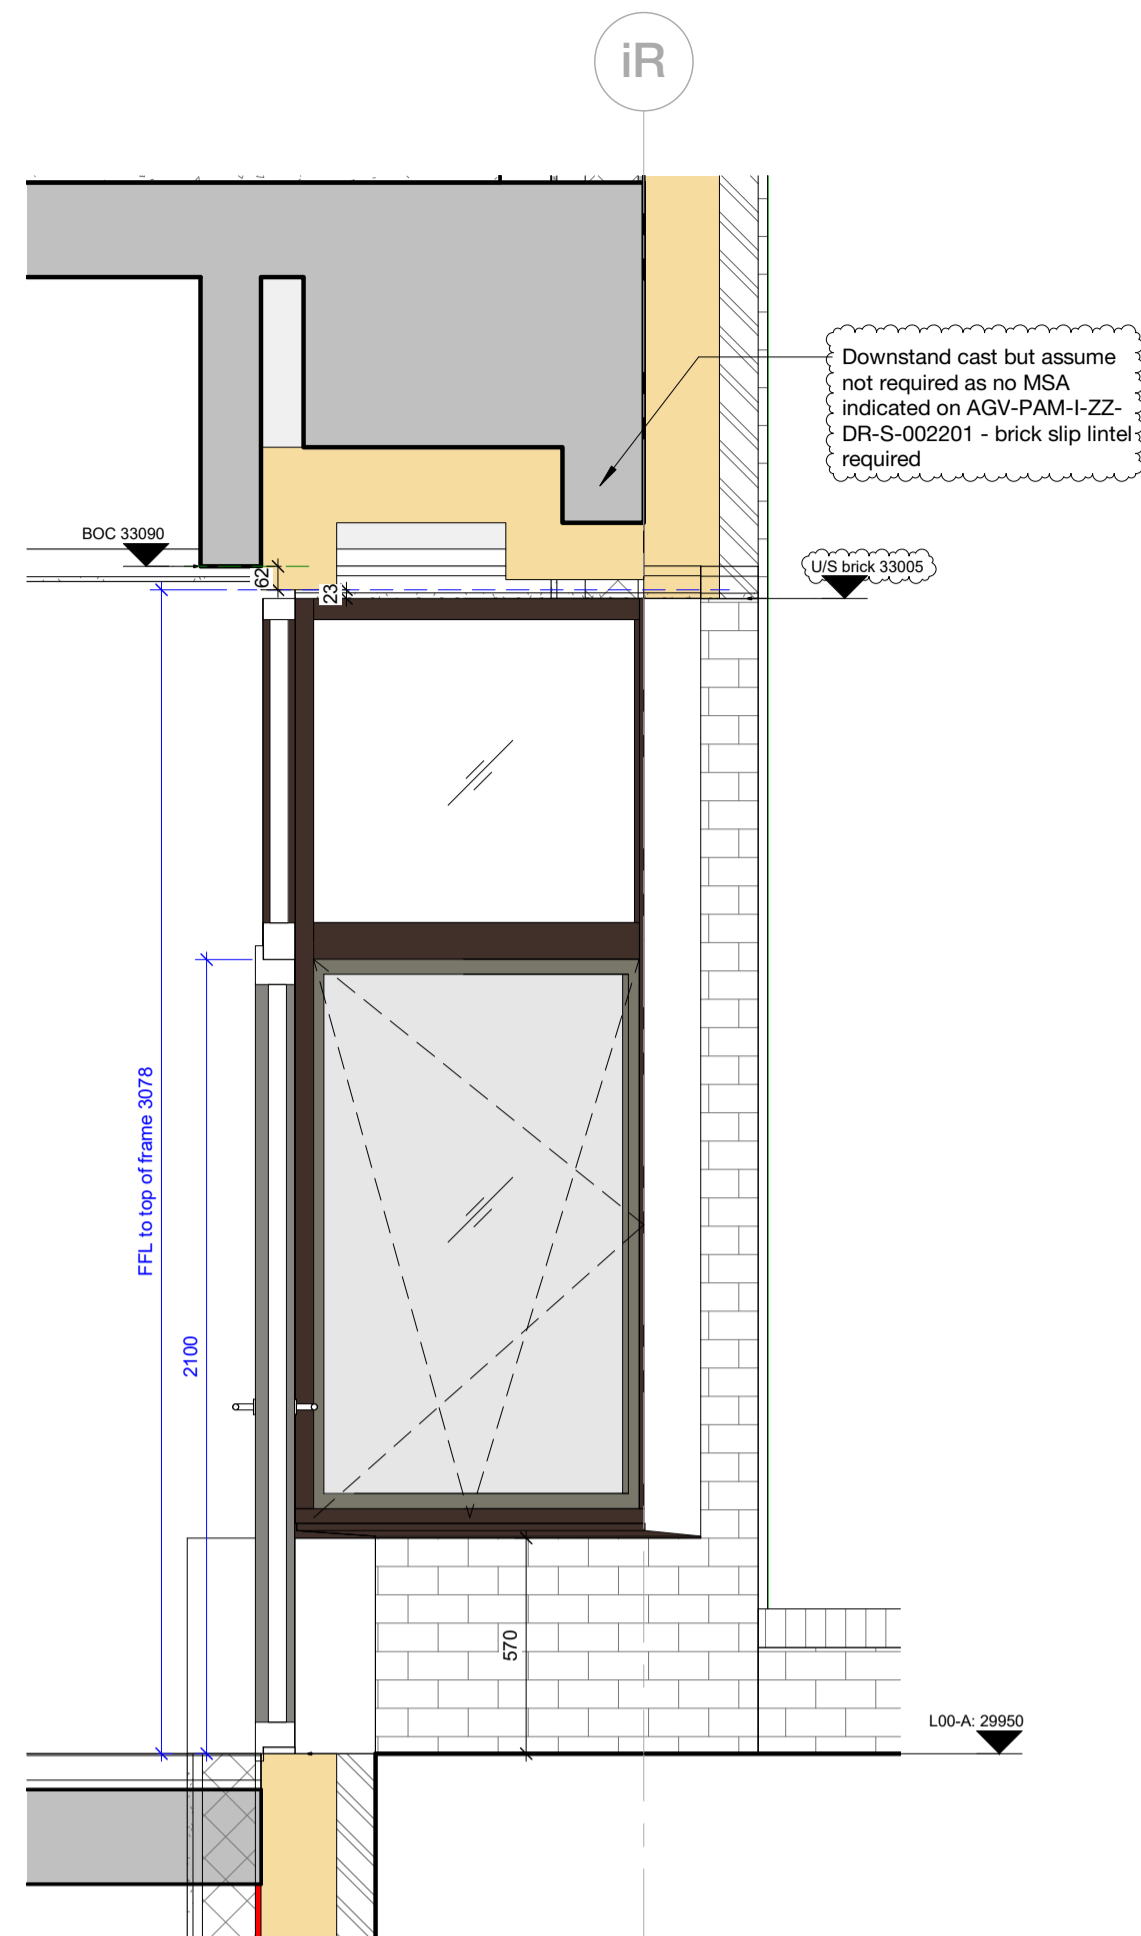 iR
Downstand cast but assume
not required as no MSA
indicated on AGV-PAM-I-ZZ-
DR-S-002201 - brick slip lintel
required
BOC 33090
U/S brick 33005
62
23
FFL to top of frame 3078
2100
570
L00-A: 29950